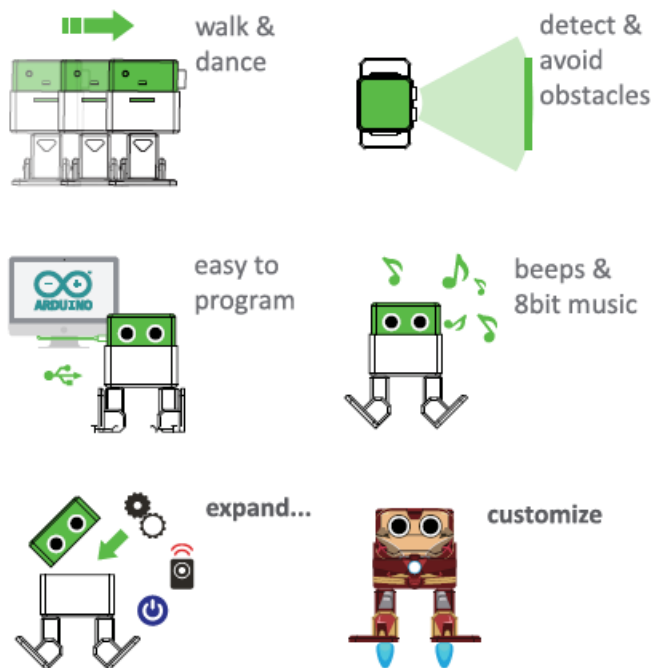 walk &
dance
detect &
avoid
obstacles
easy to
program
ARDUINO
beeps &
8bit music
expand...
customize